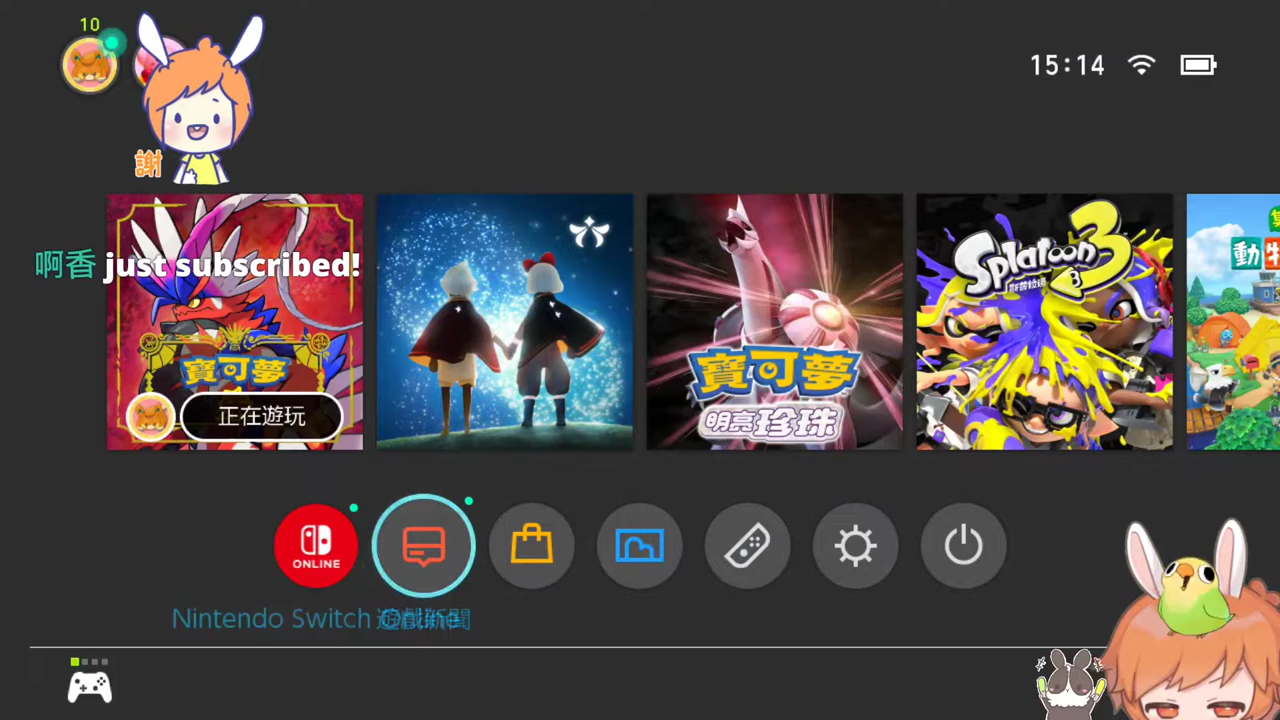 10
15:14
謝
啊香 just subscribed!
寶可夢
正在遊玩
寶可夢
明亮珍珠
Splatoon 3
動
ONLINE
Nintendo Switch
遊戲新聞